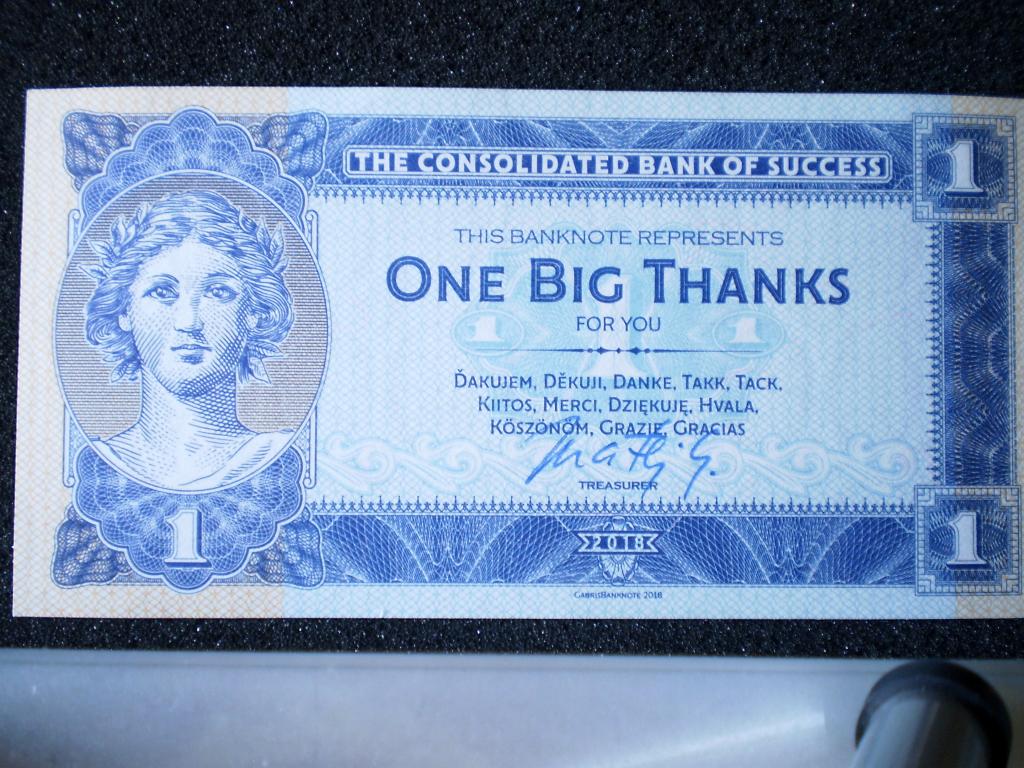 THE CONSOLIDATED BANK OF SUCCESS
1
THIS BANKNOTE REPRESENTS
ONE BIG THANKS
FOR YOU
1 1
ĎAKUJEM, DĚKUJI, DANKE, TAKK, TACK,
KIITOS, MERCI, DZIĘKUJĘ, HVALA,
KÖSZÖNÖM, GRAZIE, GRACIAS
TREASURER
1
2018
1
GABRISBANKNOTE 2018